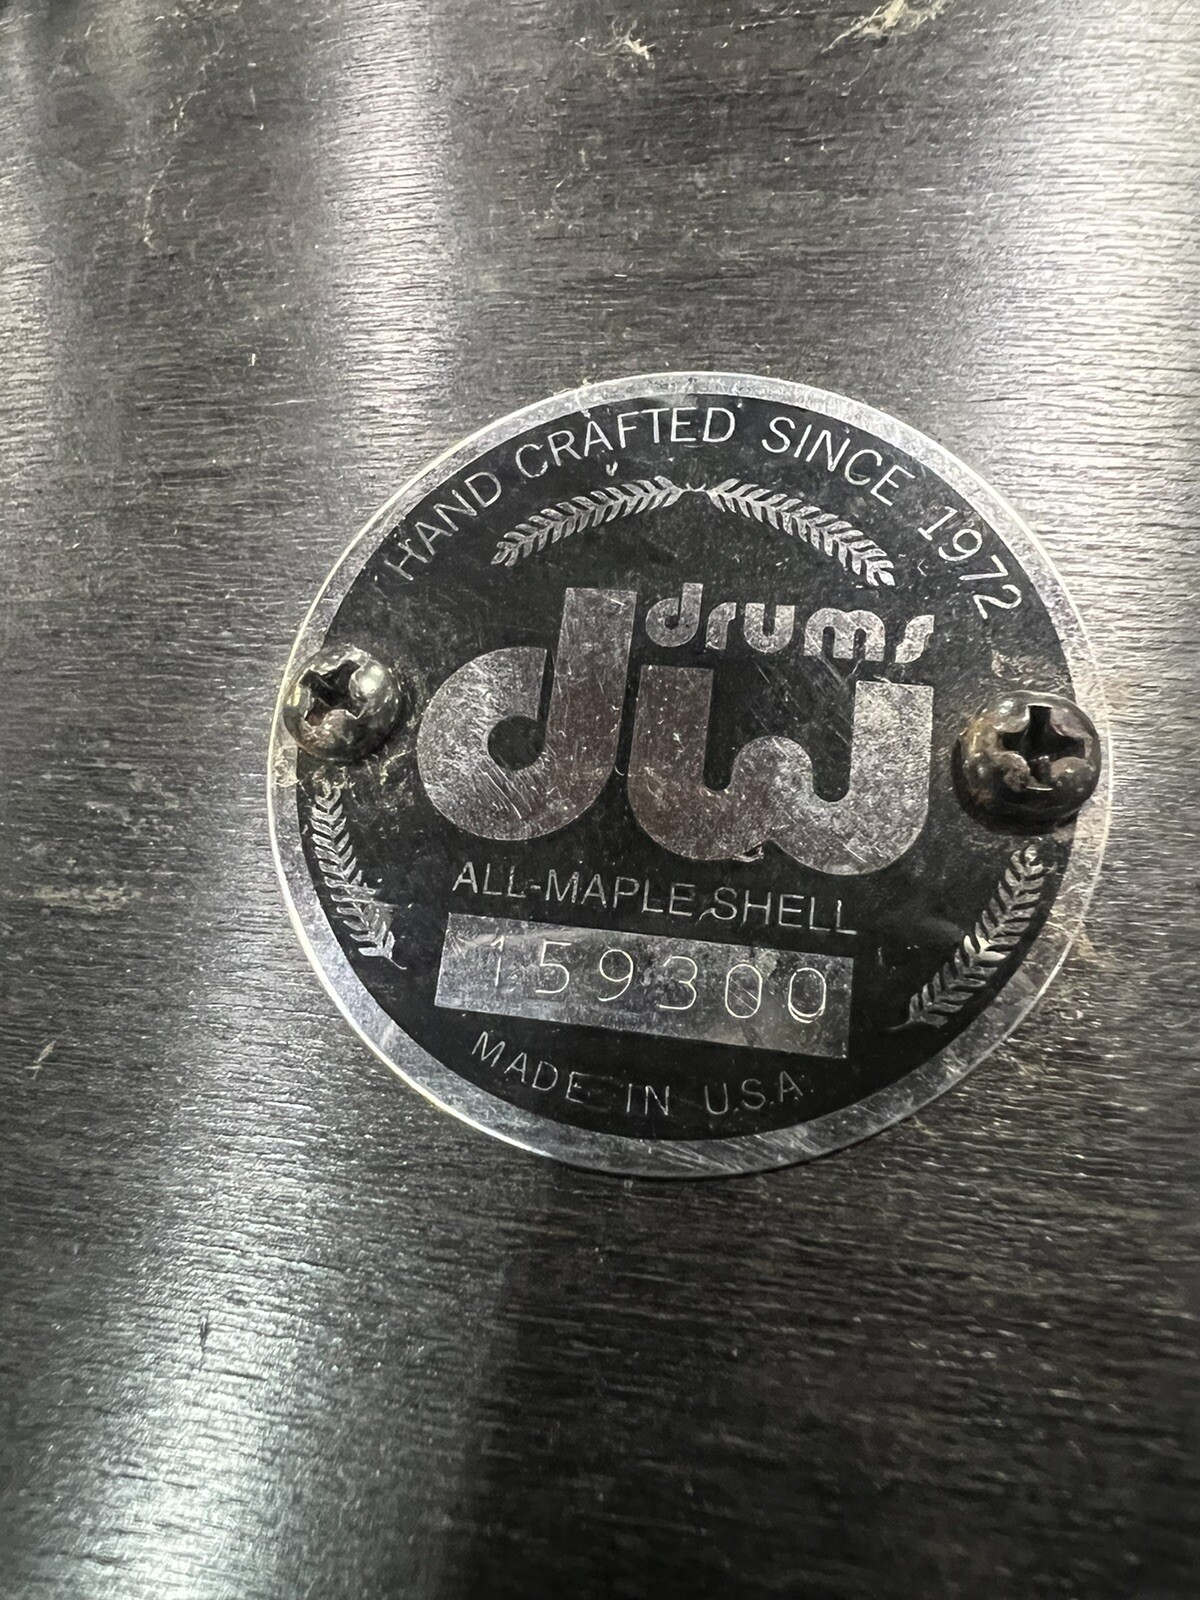 HAND CRAFTED SINCE 1972
drums
dw
ALL-MAPLE SHELL
159300
MADE IN U.S.A